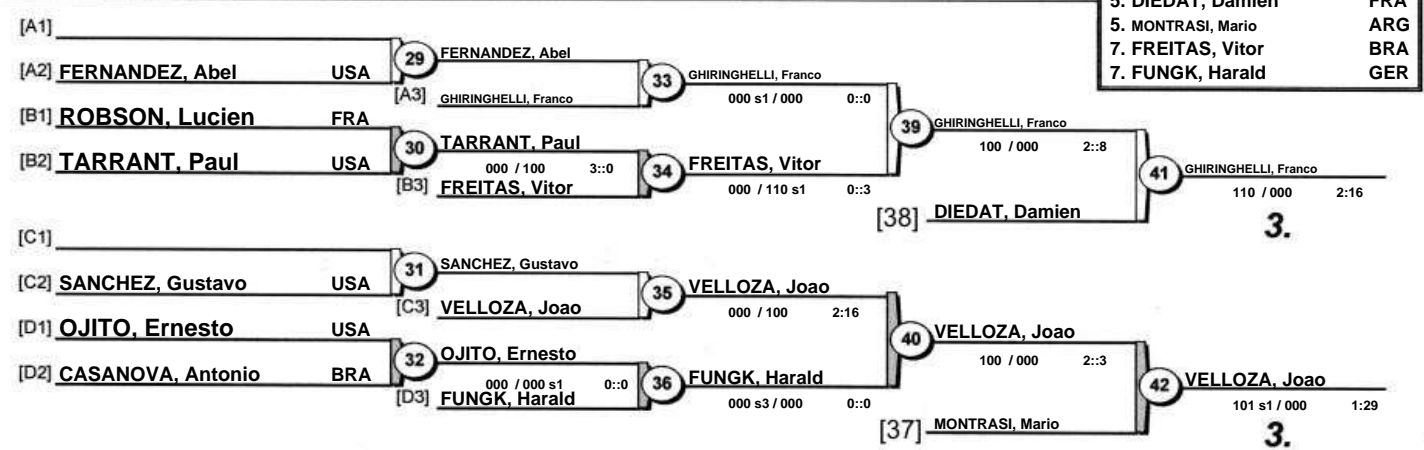 5. DIEDAT, Damien FRA
5. MONTRASI, Mario ARG
7. FREITAS, Vitor BRA
7. FUNGK, Harald GER
[A1]
[A2] FERNANDEZ, Abel USA
29 FERNANDEZ, Abel
[A3] GHIRINGHELLI, Franco
33 GHIRINGHELLI, Franco
000 s1 / 000 0::0
[B1] ROBSON, Lucien FRA
[B2] TARRANT, Paul USA
30 TARRANT, Paul
000 / 100 3::0
[B3] FREITAS, Vitor
34 FREITAS, Vitor
000 / 110 s1 0::3
39 GHIRINGHELLI, Franco
100 / 000 2::8
[38] DIEDAT, Damien
41 GHIRINGHELLI, Franco
110 / 000 2:16
3.
[C1]
[C2] SANCHEZ, Gustavo USA
31 SANCHEZ, Gustavo
[C3] VELLOZA, Joao
35 VELLOZA, Joao
000 / 100 2:16
[D1] OJITO, Ernesto USA
[D2] CASANOVA, Antonio BRA
32 OJITO, Ernesto
000 / 000 s1 0::0
[D3] FUNGK, Harald
36 FUNGK, Harald
000 s3 / 000 0::0
40 VELLOZA, Joao
100 / 000 2::3
[37] MONTRASI, Mario
42 VELLOZA, Joao
101 s1 / 000 1:29
3.